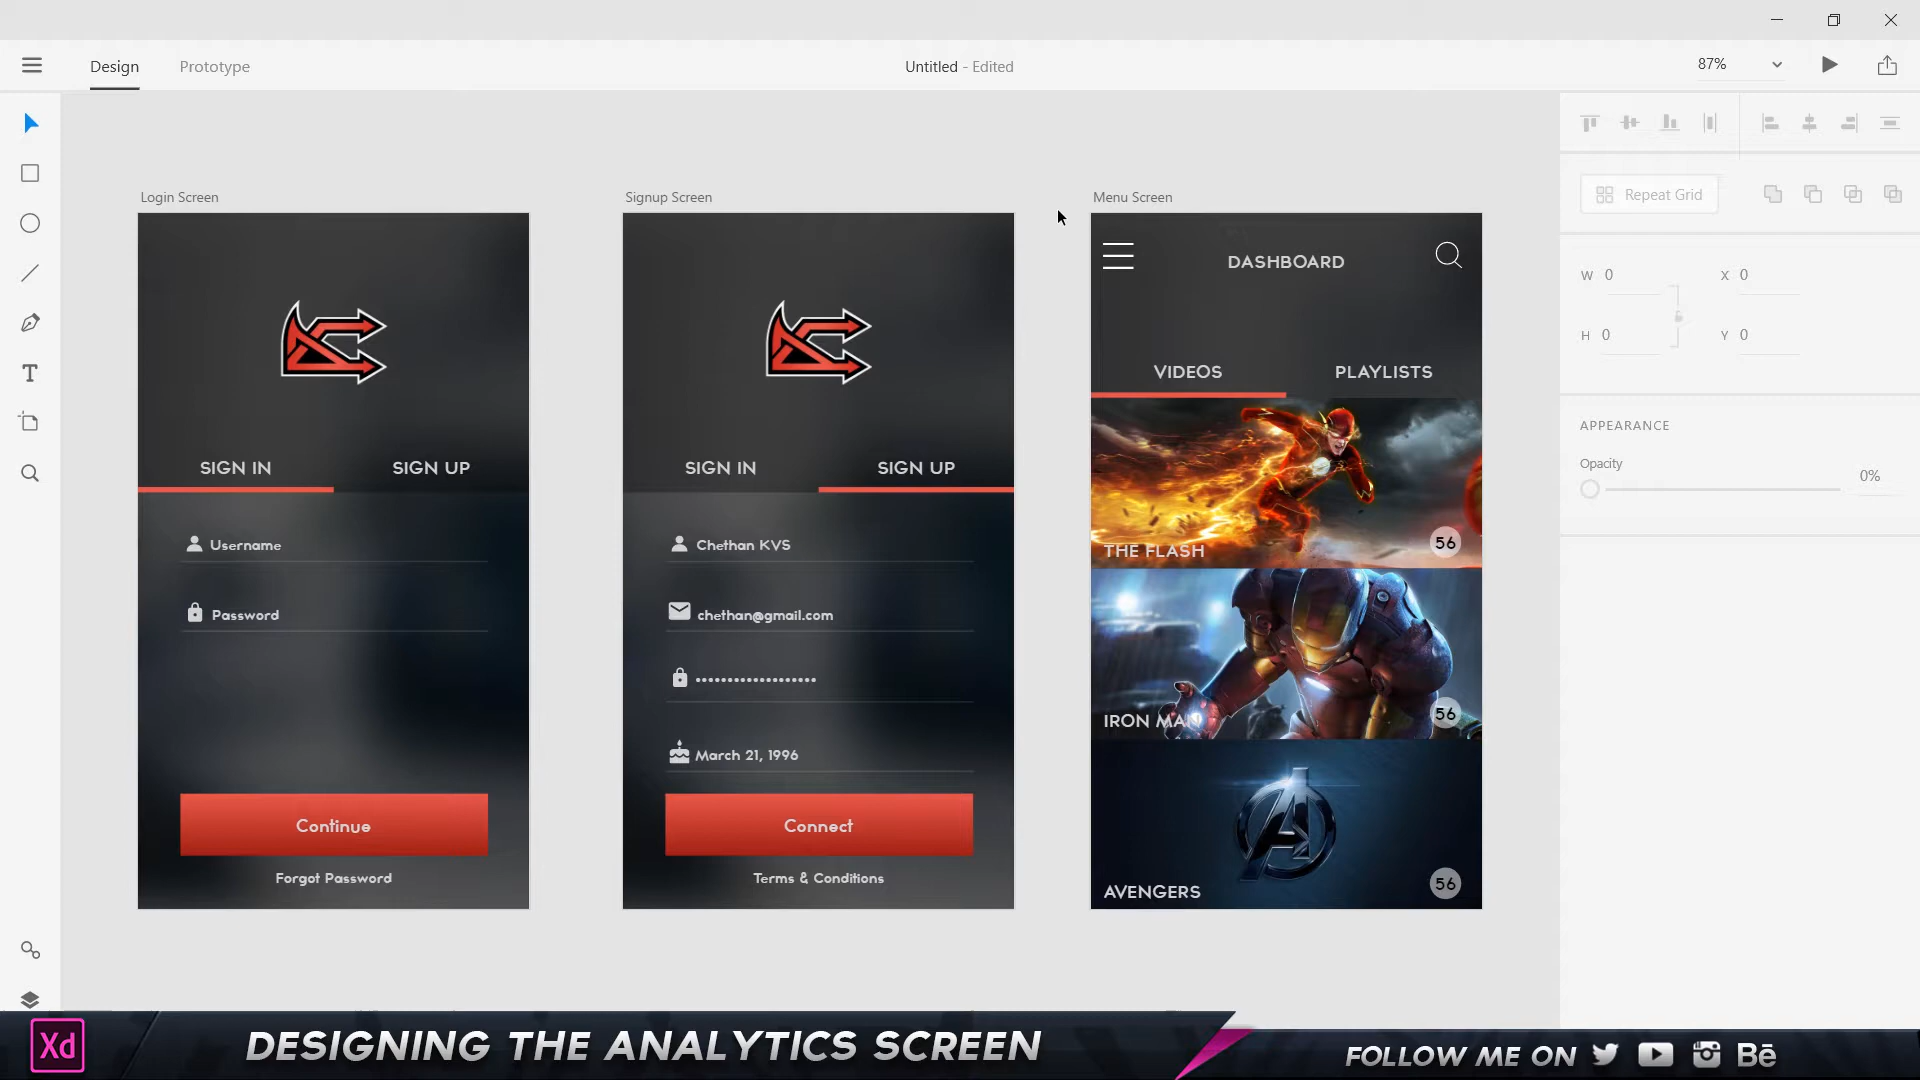 Design
Prototype
Untitled - Edited
87%
Login Screen
SIGN IN
SIGN UP
Username
Password
Continue
Forgot Password
Signup Screen
SIGN IN
SIGN UP
Chethan KVS
chethan@gmail.com
•••••••••••••••••••
March 21, 1996
Connect
Terms & Conditions
Menu Screen
DASHBOARD
VIDEOS
PLAYLISTS
THE FLASH
56
IRON MAN
56
AVENGERS
56
Repeat Grid
W 0
X 0
H 0
Y 0
APPEARANCE
Opacity
0%
Xd
DESIGNING THE ANALYTICS SCREEN
FOLLOW ME ON
Bē